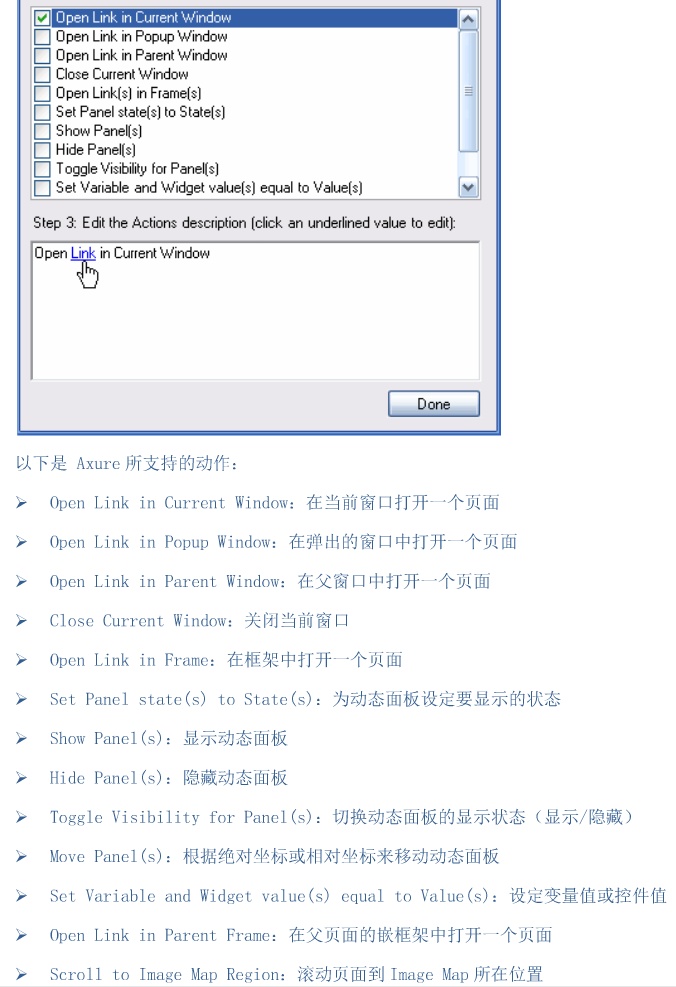 Open Link in Current Window
Open Link in Popup Window
Open Link in Parent Window
Close Current Window
Open Link(s) in Frame(s)
Set Panel state(s) to State(s)
Show Panel(s)
Hide Panel(s)
Toggle Visibility for Panel(s)
Set Variable and Widget value(s) equal to Value(s)
Step 3: Edit the Actions description (click an underlined value to edit):
Open Link in Current Window
Done
以下是 Axure 所支持的动作：
➢ Open Link in Current Window：在当前窗口打开一个页面
➢ Open Link in Popup Window：在弹出的窗口中打开一个页面
➢ Open Link in Parent Window：在父窗口中打开一个页面
➢ Close Current Window：关闭当前窗口
➢ Open Link in Frame：在框架中打开一个页面
➢ Set Panel state(s) to State(s)：为动态面板设定要显示的状态
➢ Show Panel(s)：显示动态面板
➢ Hide Panel(s)：隐藏动态面板
➢ Toggle Visibility for Panel(s)：切换动态面板的显示状态（显示/隐藏）
➢ Move Panel(s)：根据绝对坐标或相对坐标来移动动态面板
➢ Set Variable and Widget value(s) equal to Value(s)：设定变量值或控件值
➢ Open Link in Parent Frame：在父页面的嵌框架中打开一个页面
➢ Scroll to Image Map Region：滚动页面到 Image Map 所在位置